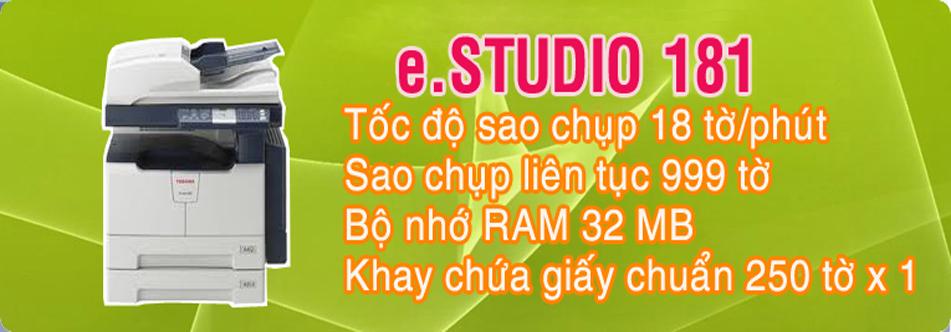 e.STUDIO 181
Tốc độ sao chụp 18 tờ/phút
Sao chụp liên tục 999 tờ
Bộ nhớ RAM 32 MB
Khay chứa giấy chuẩn 250 tờ x 1
TOSHIBA